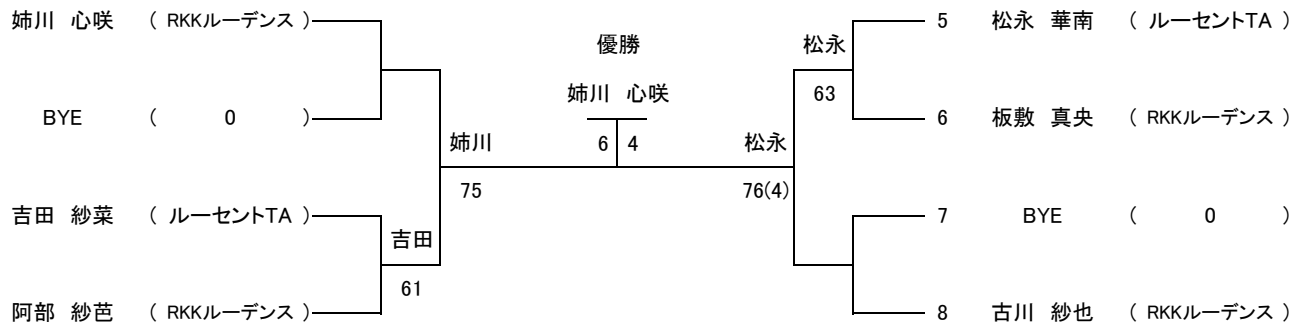 姉川 心咲 ( RKKルーデンス )
BYE ( 0 )
吉田 紗菜 ( ルーセントTA )
阿部 紗芭 ( RKKルーデンス )
姉川
75
吉田
61
優勝
姉川 心咲
6 4
松永
63
松永
76(4)
5 松永 華南 ( ルーセントTA )
6 板敷 真央 ( RKKルーデンス )
7 BYE ( 0 )
8 古川 紗也 ( RKKルーデンス )